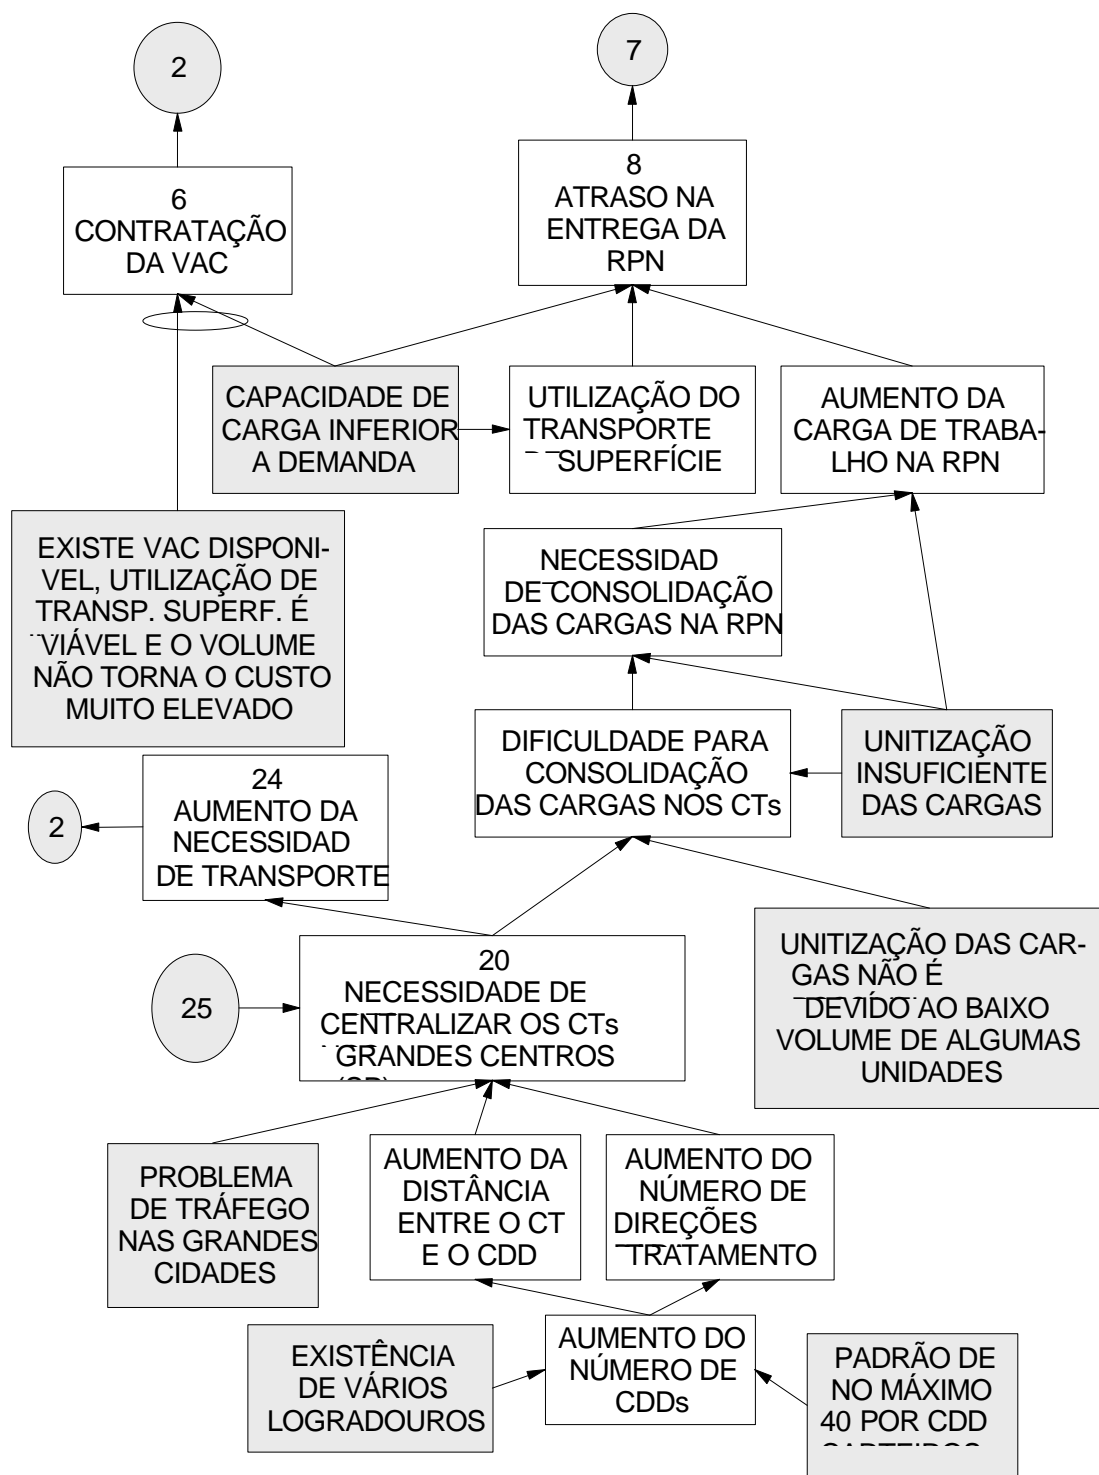 2
7
6
CONTRATAÇÃO
DA VAC
8
ATRASO NA
ENTREGA DA
RPN
CAPACIDADE DE
CARGA INFERIOR
A DEMANDA
UTILIZAÇÃO DO
TRANSPORTE
SUPERFÍCIE
AUMENTO DA
CARGA DE TRABA-
LHO NA RPN
EXISTE VAC DISPONI-
VEL, UTILIZAÇÃO DE
TRANSP. SUPERF. É
VIÁVEL E O VOLUME
NÃO TORNA O CUSTO
MUITO ELEVADO
NECESSIDAD
DE CONSOLIDAÇÃO
DAS CARGAS NA RPN
DIFICULDADE PARA
CONSOLIDAÇÃO
DAS CARGAS NOS CTs
UNITIZAÇÃO
INSUFICIENTE
DAS CARGAS
24
AUMENTO DA
NECESSIDAD
DE TRANSPORTE
2
20
NECESSIDADE DE
CENTRALIZAR OS CTs
GRANDES CENTROS
25
UNITIZAÇÃO DAS CAR-
GAS NÃO É
DEVÍDO AO BAIXO
VOLUME DE ALGUMAS
UNIDADES
PROBLEMA
DE TRÁFEGO
NAS GRANDES
CIDADES
AUMENTO DA
DISTÂNCIA
ENTRE O CT
E O CDD
AUMENTO DO
NÚMERO DE
DIREÇÕES
TRATAMENTO
EXISTÊNCIA
DE VÁRIOS
LOGRADOUROS
AUMENTO DO
NÚMERO DE
CDDs
PADRÃO DE
NO MÁXIMO
40 POR CDD